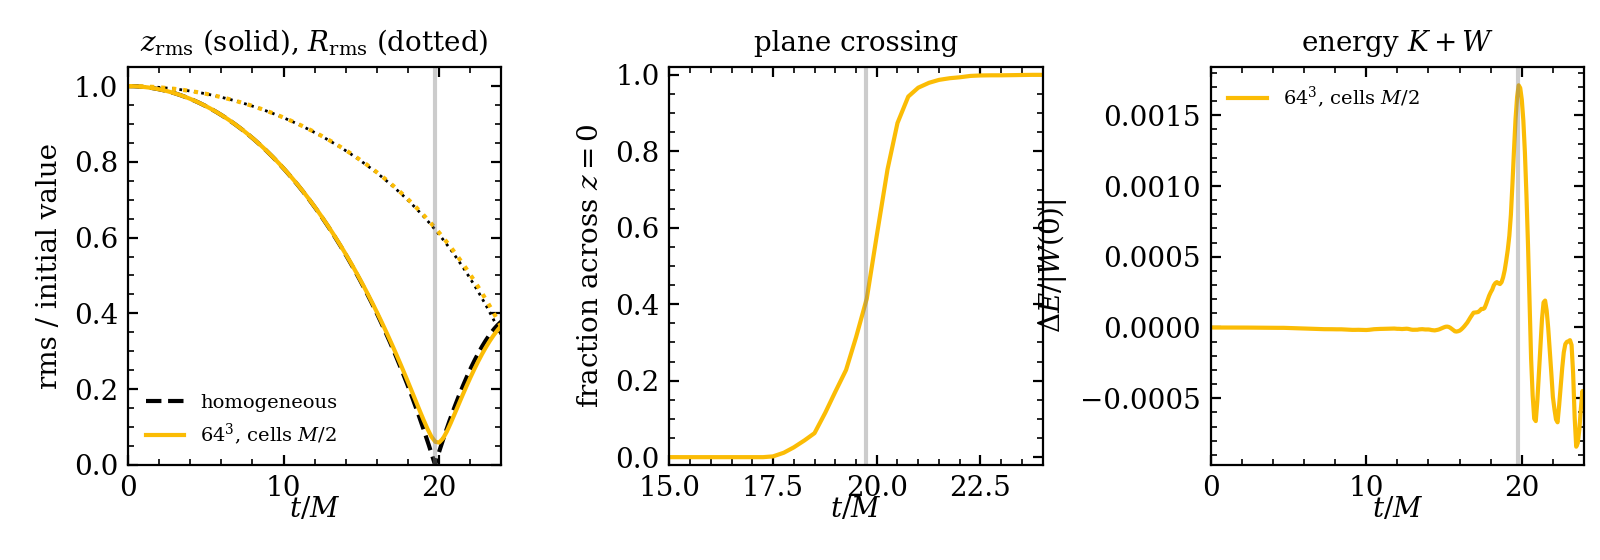 z_rms (solid), R_rms (dotted)
rms / initial value
1.0
0.8
0.6
0.4
0.2
0.0
homogeneous
64³, cells M/2
0
10
20
t/M
plane crossing
fraction across z = 0
1.0
0.8
0.6
0.4
0.2
0.0
15.0
17.5
20.0
22.5
t/M
energy K + W
ΔE/|W(0)|
64³, cells M/2
0.0015
0.0010
0.0005
0.0000
−0.0005
0
10
20
t/M